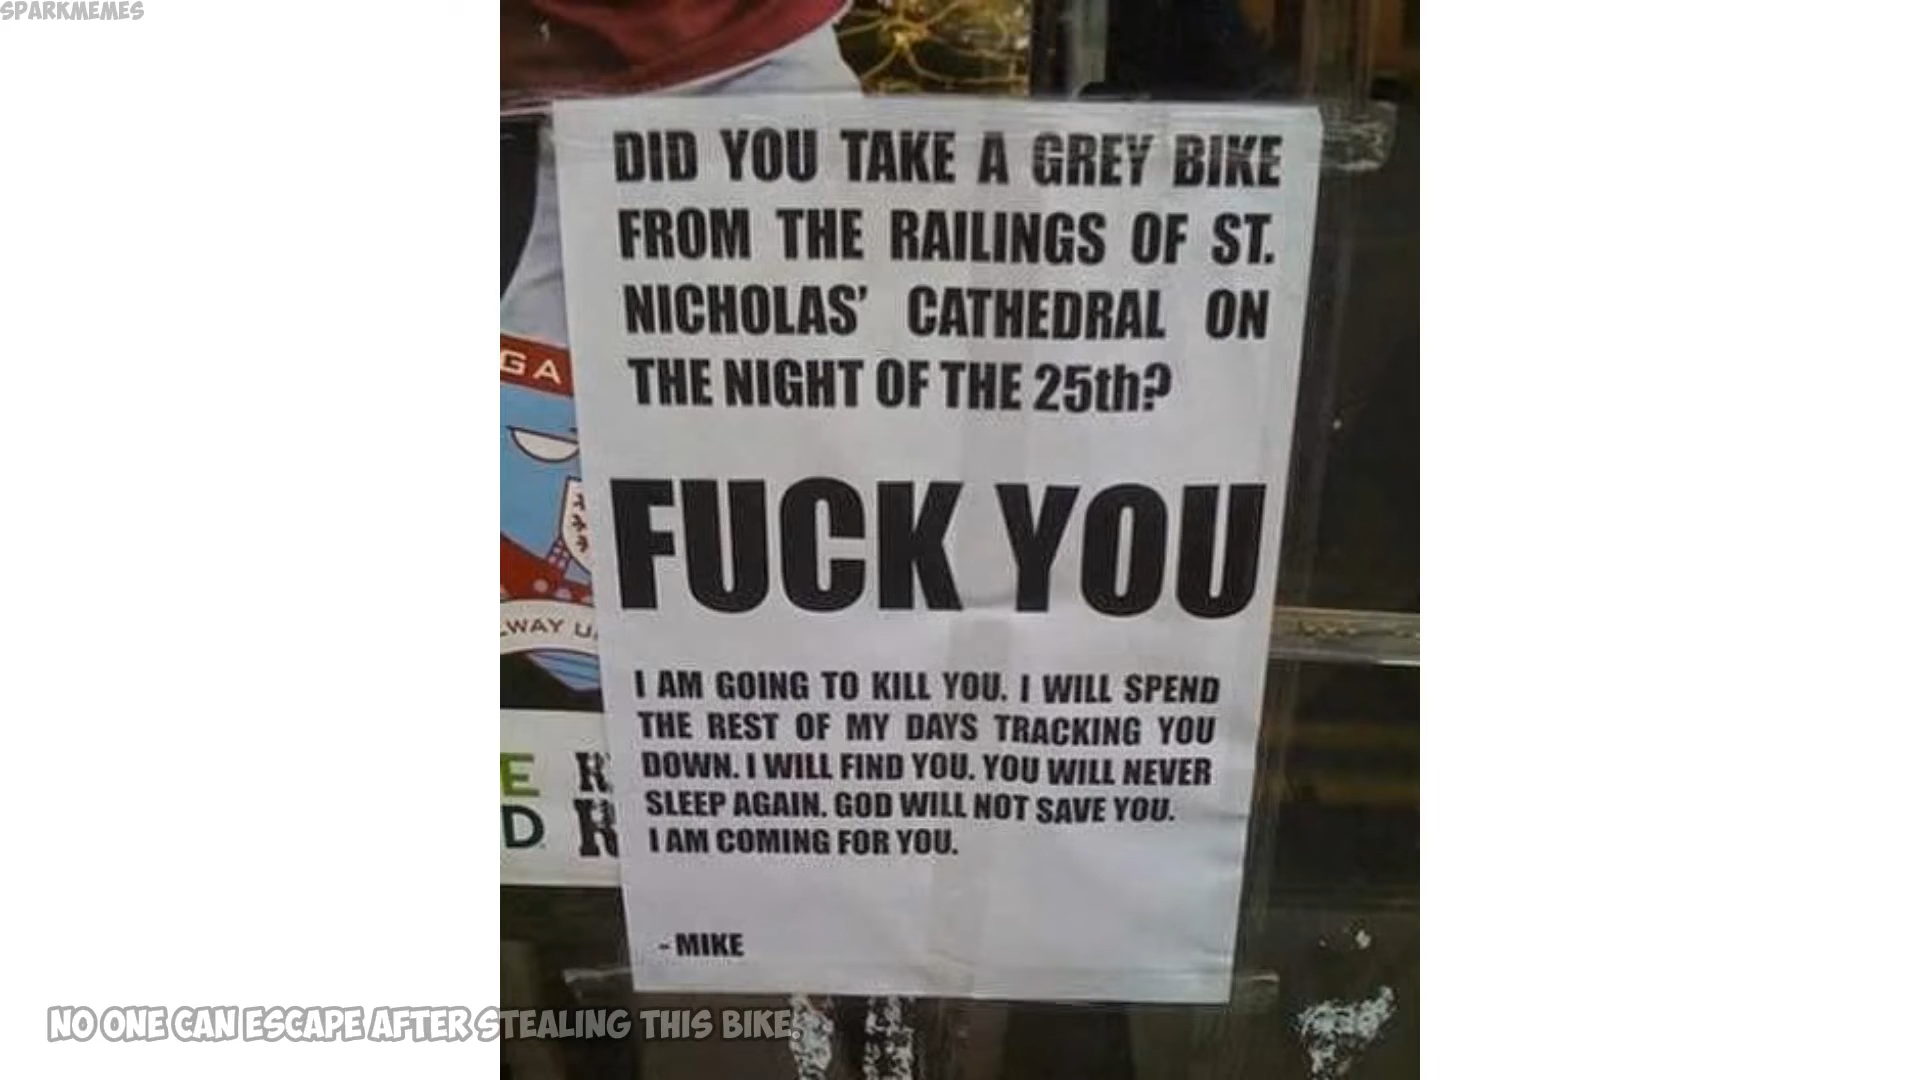 SPARKMEMES
DID YOU TAKE A GREY BIKE
FROM THE RAILINGS OF ST.
NICHOLAS' CATHEDRAL ON
THE NIGHT OF THE 25th?
FUCK YOU
I AM GOING TO KILL YOU. I WILL SPEND
THE REST OF MY DAYS TRACKING YOU
DOWN. I WILL FIND YOU. YOU WILL NEVER
SLEEP AGAIN. GOD WILL NOT SAVE YOU.
I AM COMING FOR YOU.
- MIKE
GA
WAY U
E R
D R
NO ONE CAN ESCAPE AFTER STEALING THIS BIKE.